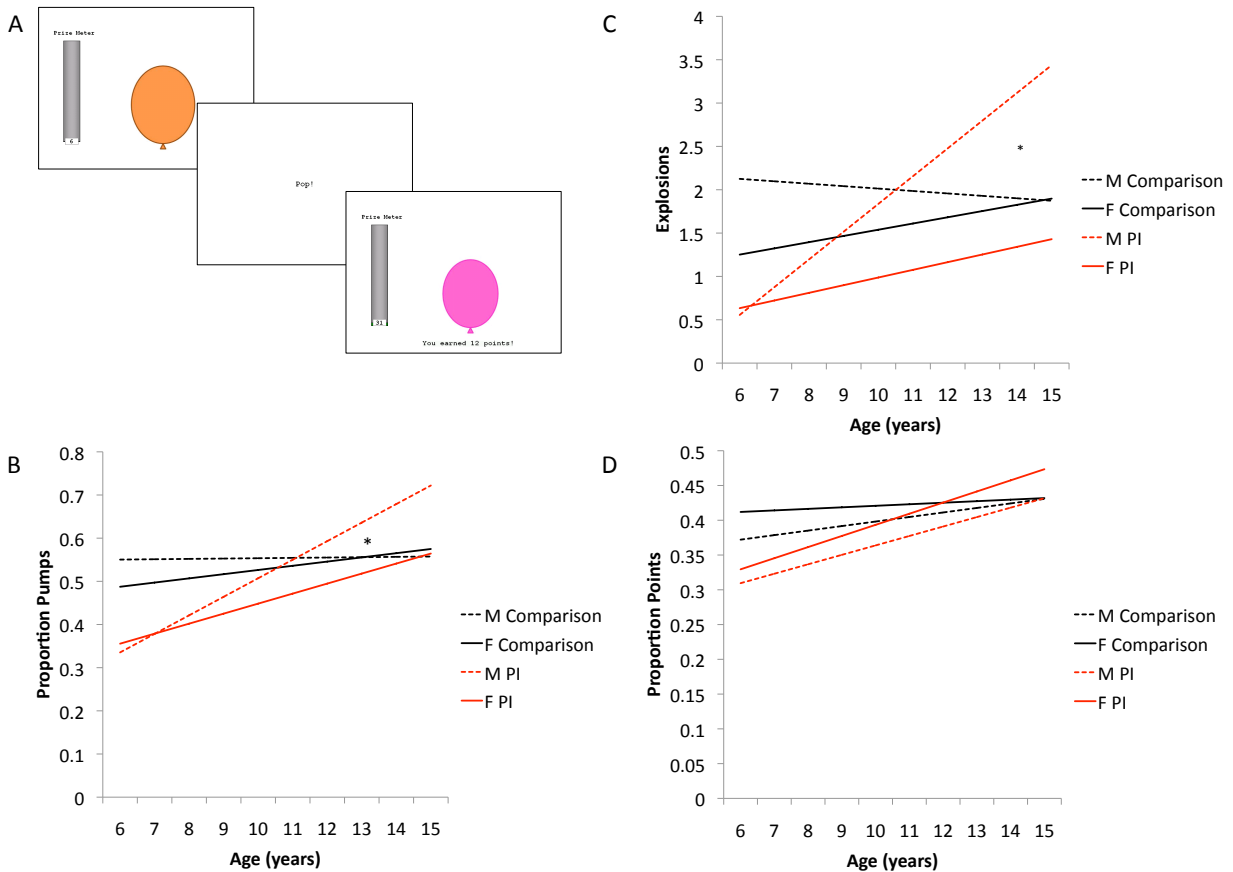 A
Prize Meter
6
Pop!
Prize Meter
31
You earned 12 points!
C
4
3.5
3
2.5
2
1.5
1
0.5
0
Explosions
*
6 7 8 9 10 11 12 13 14 15
Age (years)
M Comparison
F Comparison
M PI
F PI
B
0.8
0.7
0.6
0.5
0.4
0.3
0.2
0.1
0
Proportion Pumps
*
6 7 8 9 10 11 12 13 14 15
Age (years)
M Comparison
F Comparison
M PI
F PI
D
0.5
0.45
0.4
0.35
0.3
0.25
0.2
0.15
0.1
0.05
0
Proportion Points
6 7 8 9 10 11 12 13 14 15
Age (years)
M Comparison
F Comparison
M PI
F PI